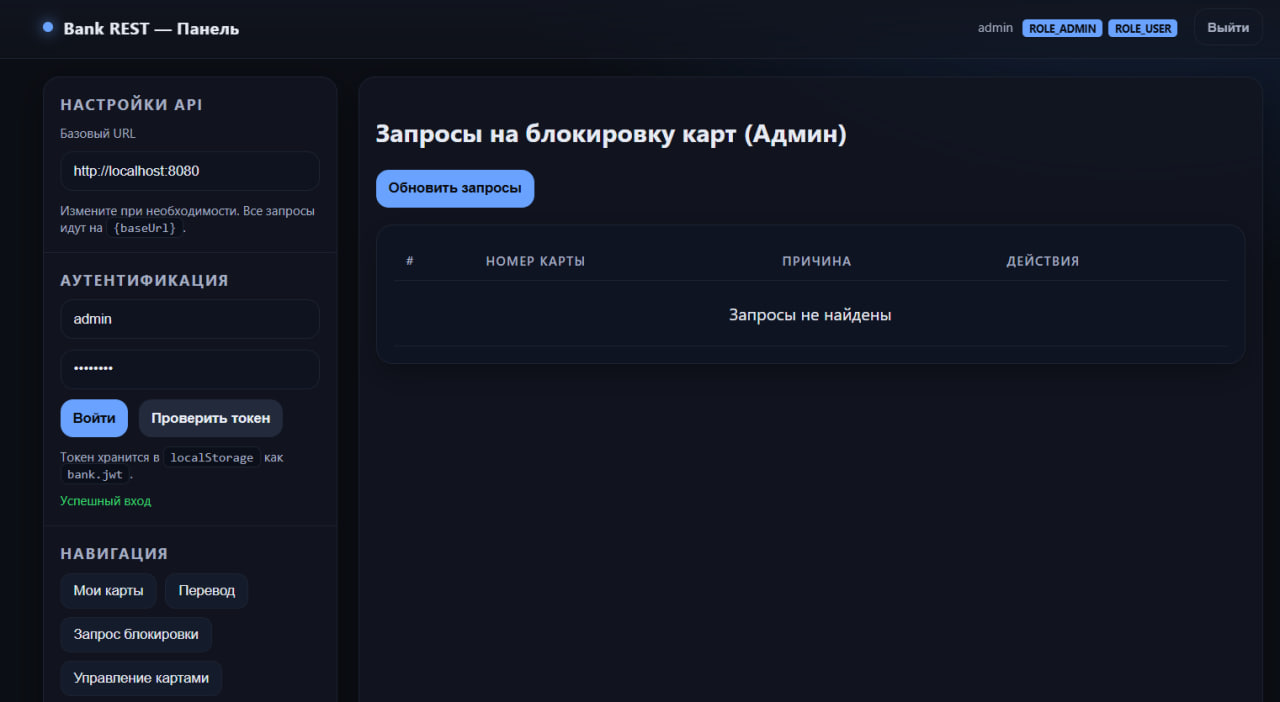 Bank REST — Панель
admin ROLE_ADMIN ROLE_USER Выйти
НАСТРОЙКИ API
Базовый URL
http://localhost:8080
Измените при необходимости. Все запросы
идут на {baseUrl} .
АУТЕНТИФИКАЦИЯ
admin
••••••••
Войти Проверить токен
Токен хранится в localStorage как
bank.jwt .
Успешный вход
НАВИГАЦИЯ
Мои карты Перевод
Запрос блокировки
Управление картами
Запросы на блокировку карт (Админ)
Обновить запросы
# НОМЕР КАРТЫ ПРИЧИНА ДЕЙСТВИЯ
Запросы не найдены